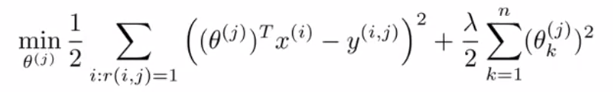 \min_{\theta^{(j)}} \frac{1}{2} \sum_{i:r(i,j)=1} \left( (\theta^{(j)})^T x^{(i)} - y^{(i,j)} \right)^2 + \frac{\lambda}{2} \sum_{k=1}^{n} (\theta_k^{(j)})^2